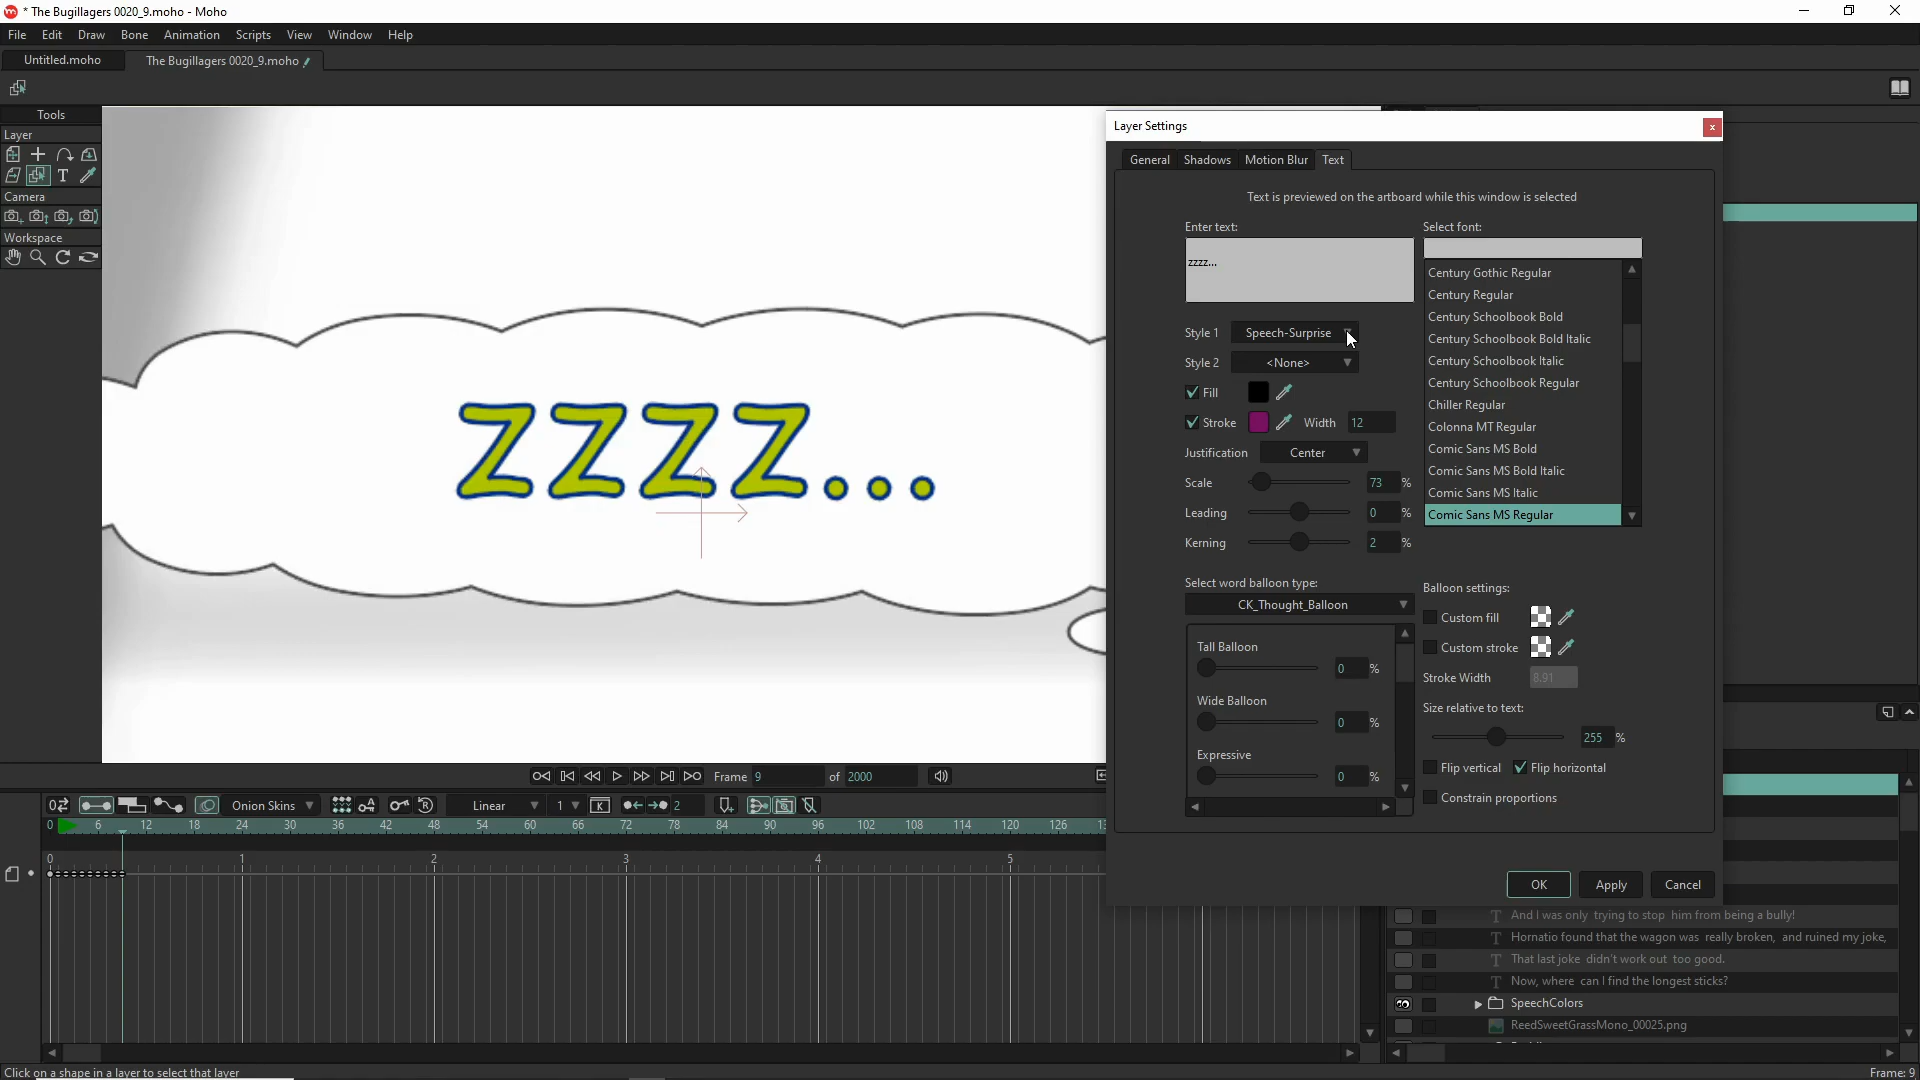 * The Bugillagers 0020_9.moho - Moho
File Edit Draw Bone Animation Scripts View Window Help
Untitled.moho The Bugillagers 0020_9.moho
Tools
Layer
Camera
Workspace
zzzz...
Layer Settings
x
General Shadows Motion Blur Text
Text is previewed on the artboard while this window is selected
Enter text:
zzzz...
Select font:
Century Gothic Regular
Century Regular
Century Schoolbook Bold
Century Schoolbook Bold Italic
Century Schoolbook Italic
Century Schoolbook Regular
Chiller Regular
Colonna MT Regular
Comic Sans MS Bold
Comic Sans MS Bold Italic
Comic Sans MS Italic
Comic Sans MS Regular
Style 1 Speech-Surprise
Style 2 <None>
Fill
Stroke Width 12
Justification Center
Scale 73 %
Leading 0 %
Kerning 2 %
Select word balloon type:
CK_Thought_Balloon
Tall Balloon
0 %
Wide Balloon
0 %
Expressive
0 %
Balloon settings:
Custom fill
Custom stroke
Stroke Width 8.91
Size relative to text:
255 %
Flip vertical Flip horizontal
Constrain proportions
OK Apply Cancel
Frame 9 of 2000
Onion Skins Linear 1 K 2
0 6 12 18 24 30 36 42 48 54 60 66 72 78 84 90 96 102 108 114 120 126
0 1 2 3 4 5
And I was only trying to stop him from being a bully!
Hornatio found that the wagon was really broken, and ruined my joke,
That last joke didn't work out too good.
Now, where can I find the longest sticks?
SpeechColors
ReedSweetGrassMono_00025.png
Click on a shape in a layer to select that layer
Frame: 9